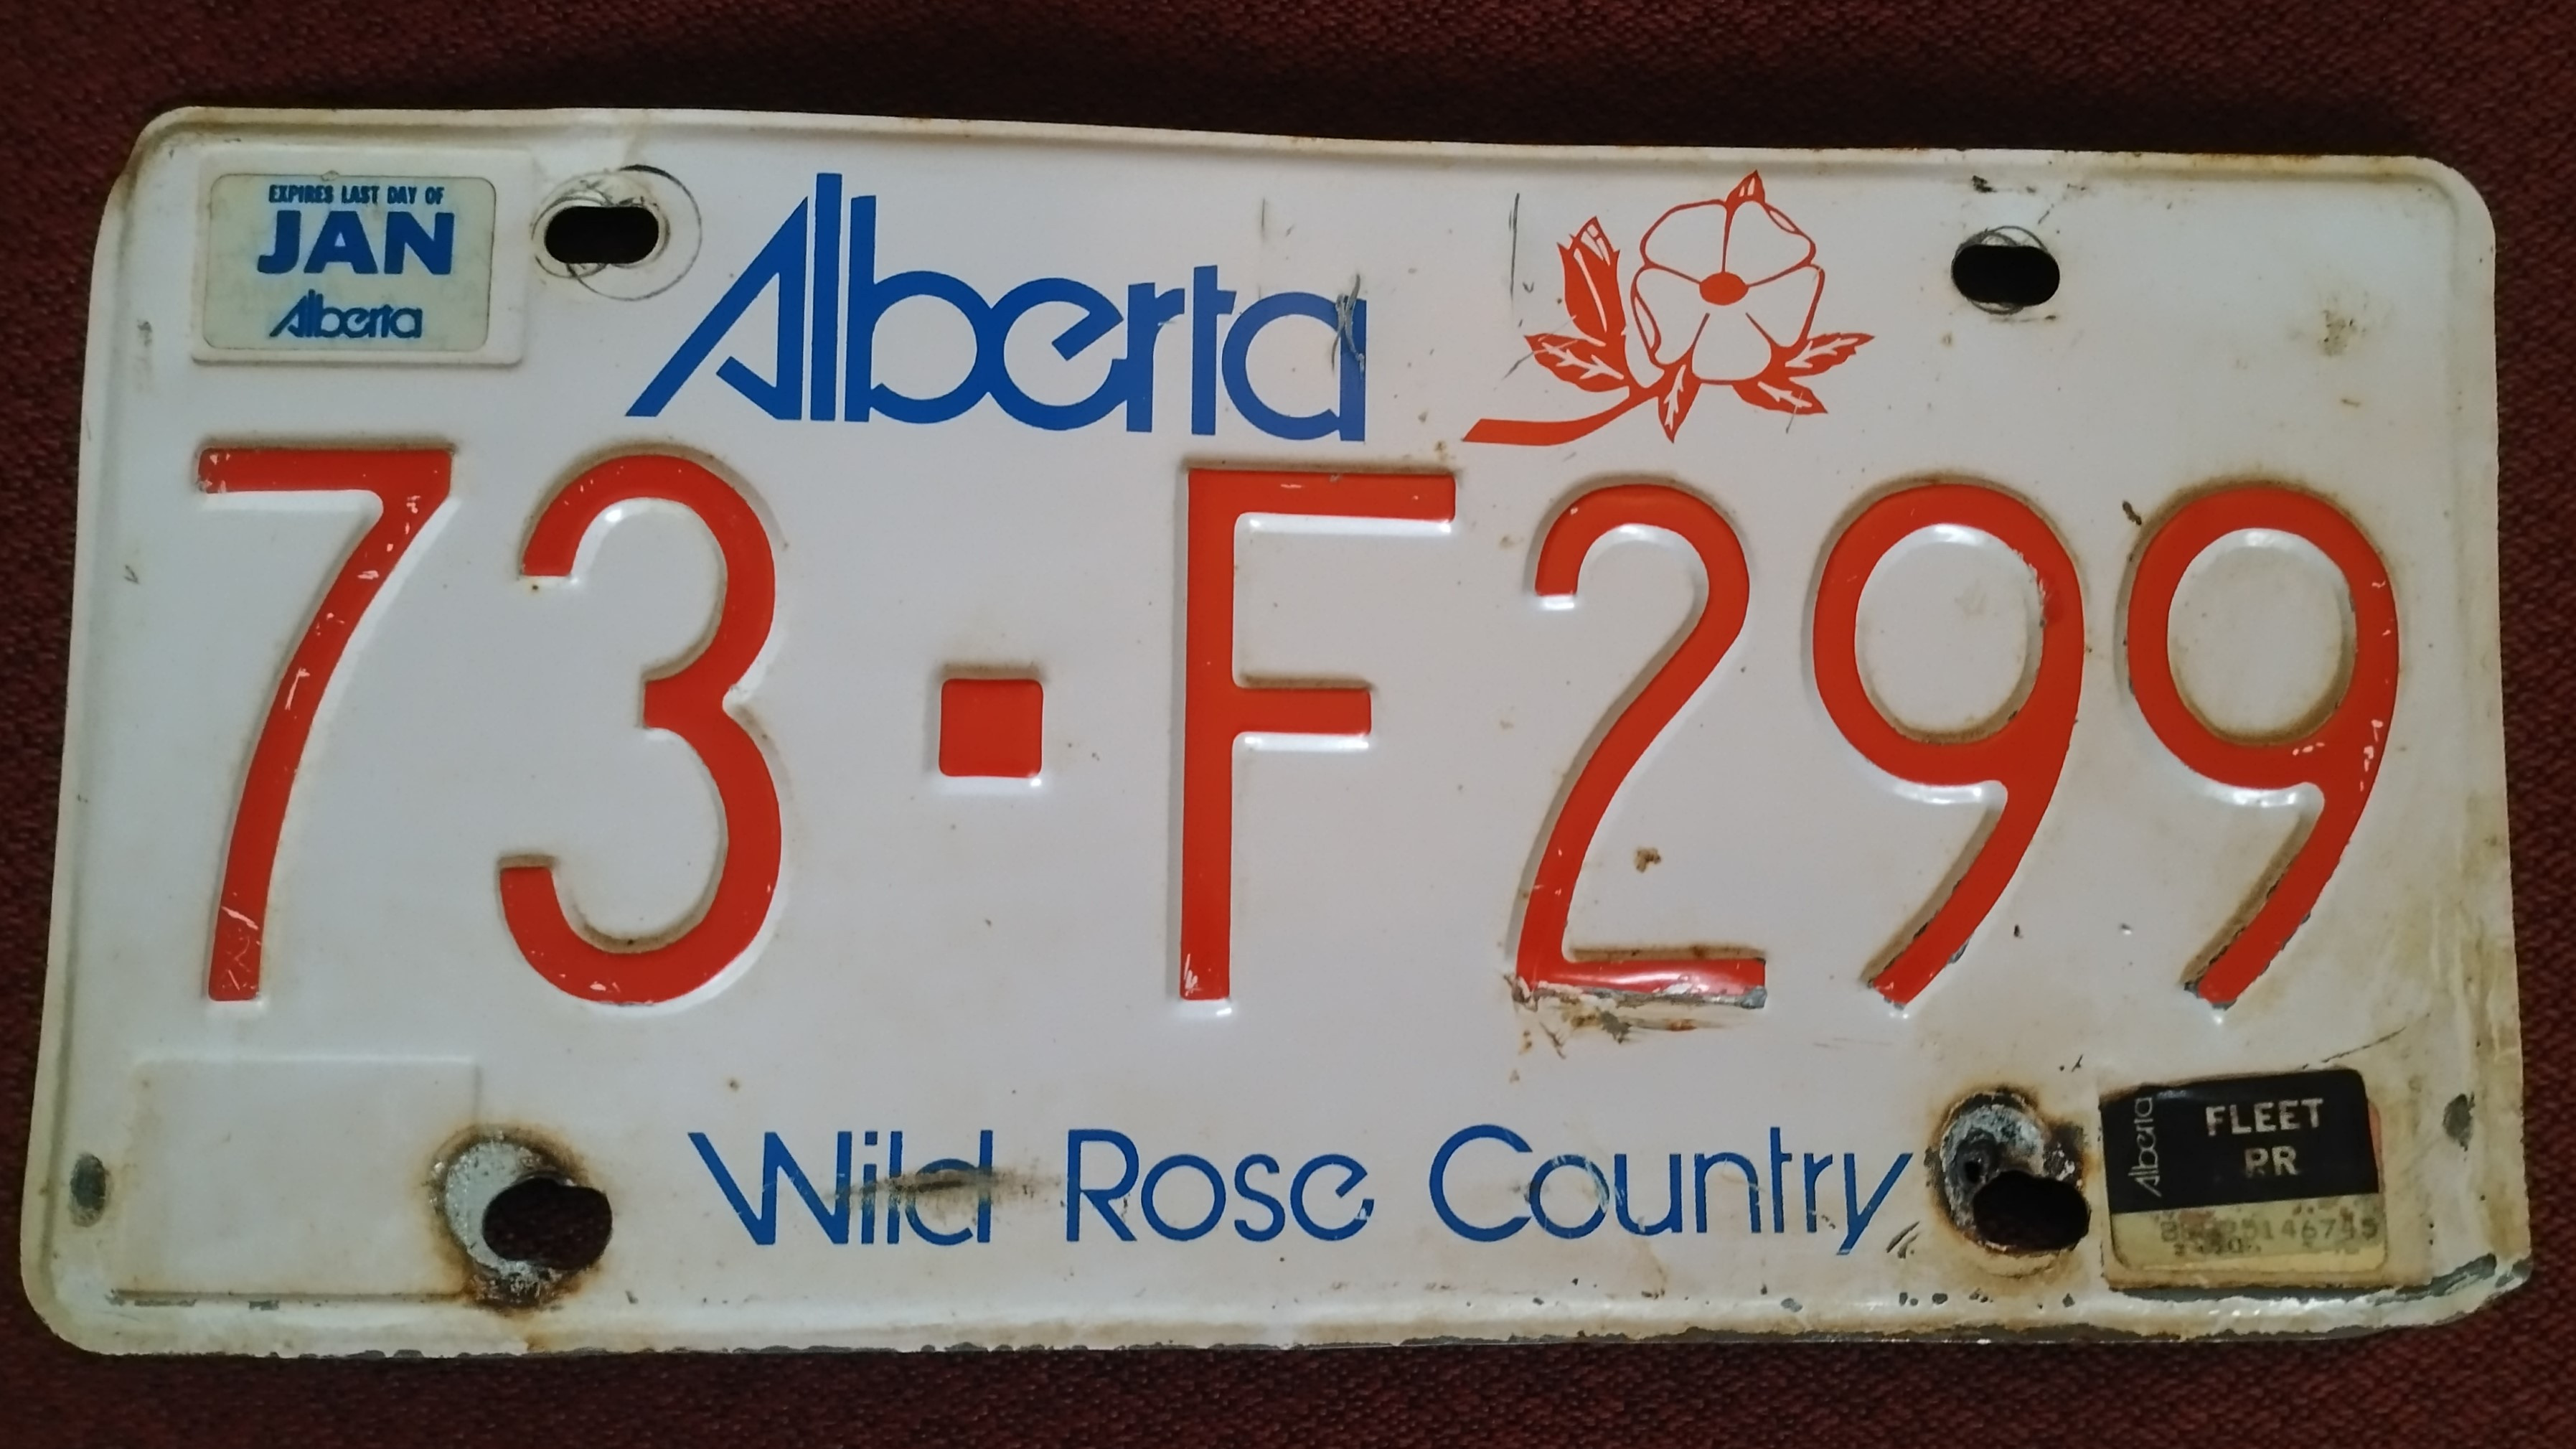 EXPIRES LAST DAY OF
JAN
Alberta
Alberta
73-F299
Wild Rose Country
Alberta
FLEET
PR